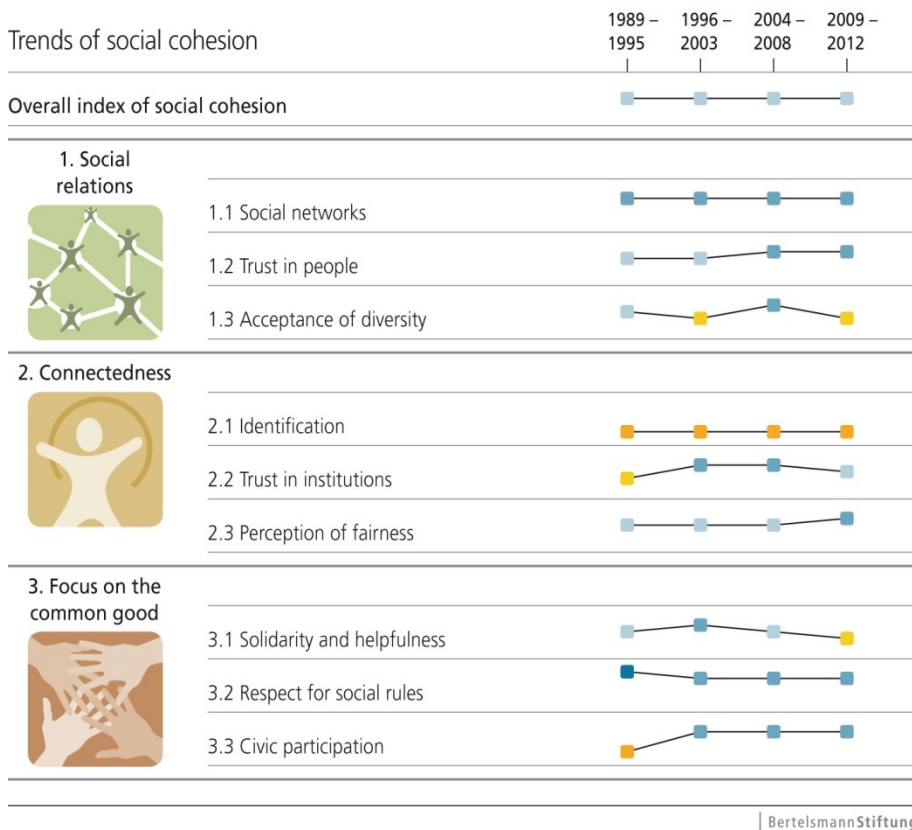 Trends of social cohesion
1989 – 1996 – 2004 – 2009 –
1995 2003 2008 2012
Overall index of social cohesion
1. Social
relations
1.1 Social networks
1.2 Trust in people
1.3 Acceptance of diversity
2. Connectedness
2.1 Identification
2.2 Trust in institutions
2.3 Perception of fairness
3. Focus on the
common good
3.1 Solidarity and helpfulness
3.2 Respect for social rules
3.3 Civic participation
BertelsmannStiftung